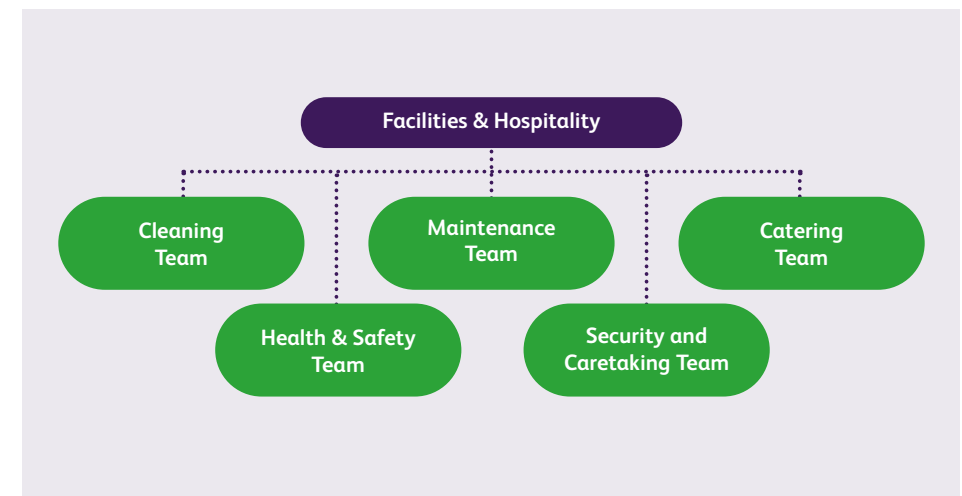 Facilities & Hospitality
Cleaning
Team
Maintenance
Team
Catering
Team
Health & Safety
Team
Security and
Caretaking Team